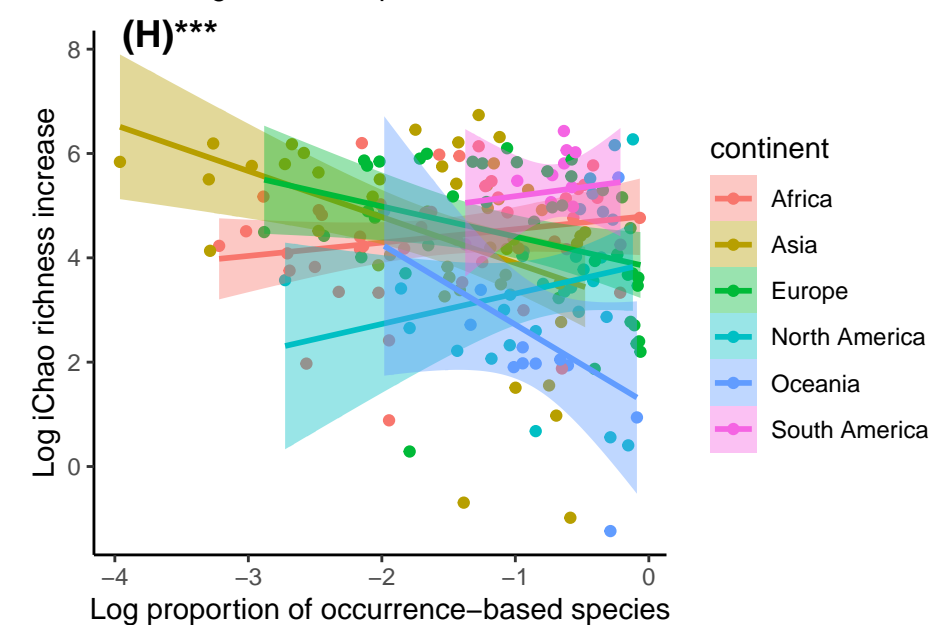 (H)***
Log iChao richness increase
8
6
4
2
0
−4 −3 −2 −1 0
Log proportion of occurrence−based species
continent
Africa
Asia
Europe
North America
Oceania
South America